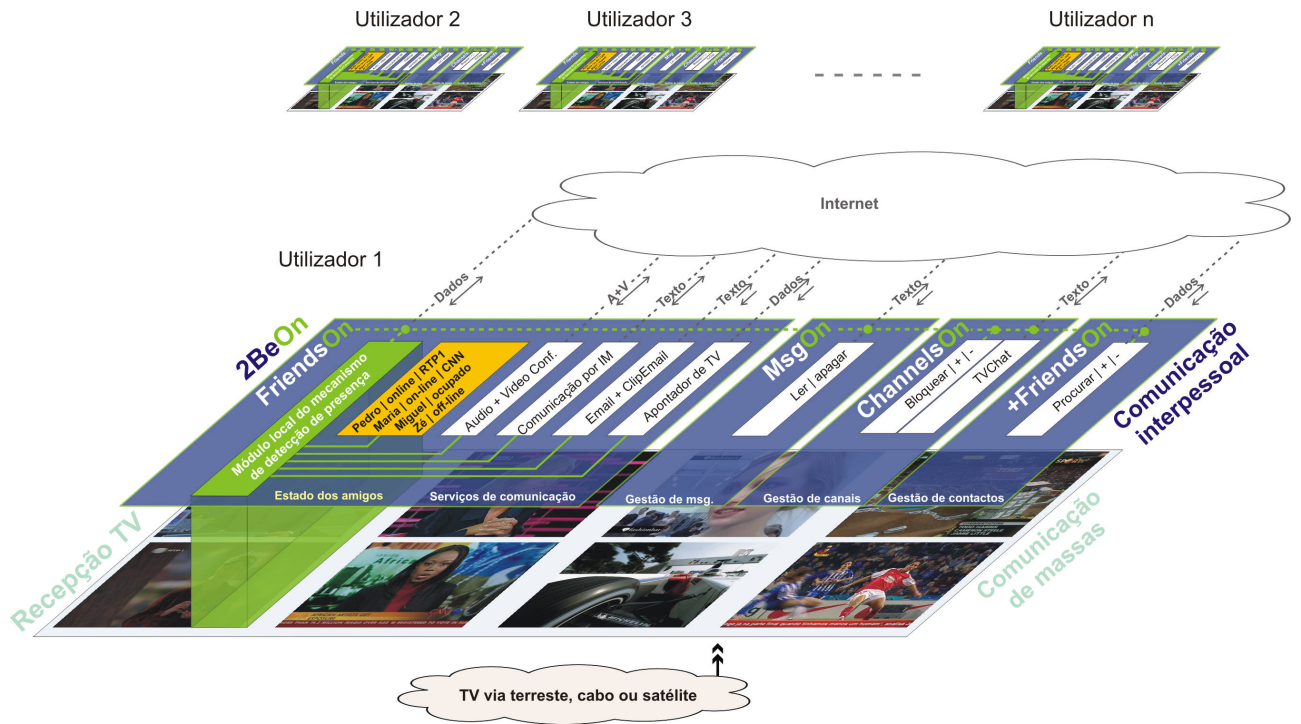 Utilizador 2
Utilizador 3
Utilizador n
Internet
Utilizador 1
Dados
A+V
Texto
Texto
Dados
Texto
Texto
Dados
2BeOn
FriendsOn
MsgOn
ChannelsOn
+FriendsOn
Comunicação
interpessoal
Módulo local do mecanismo
de detecção de presença
Pedro | online | RTP1
Maria | on-line | CNN
Miguel | ocupado
Zé | off-line
Audio + Vídeo Conf.
Comunicação por IM
Email + ClipEmail
Apontador de TV
Ler | apagar
Bloquear | + | -
TVChat
Procurar | + | -
Estado dos amigos
Serviços de comunicação
Gestão de msg.
Gestão de canais
Gestão de contactos
Recepção TV
Comunicação
de massas
TV via terreste, cabo ou satélite